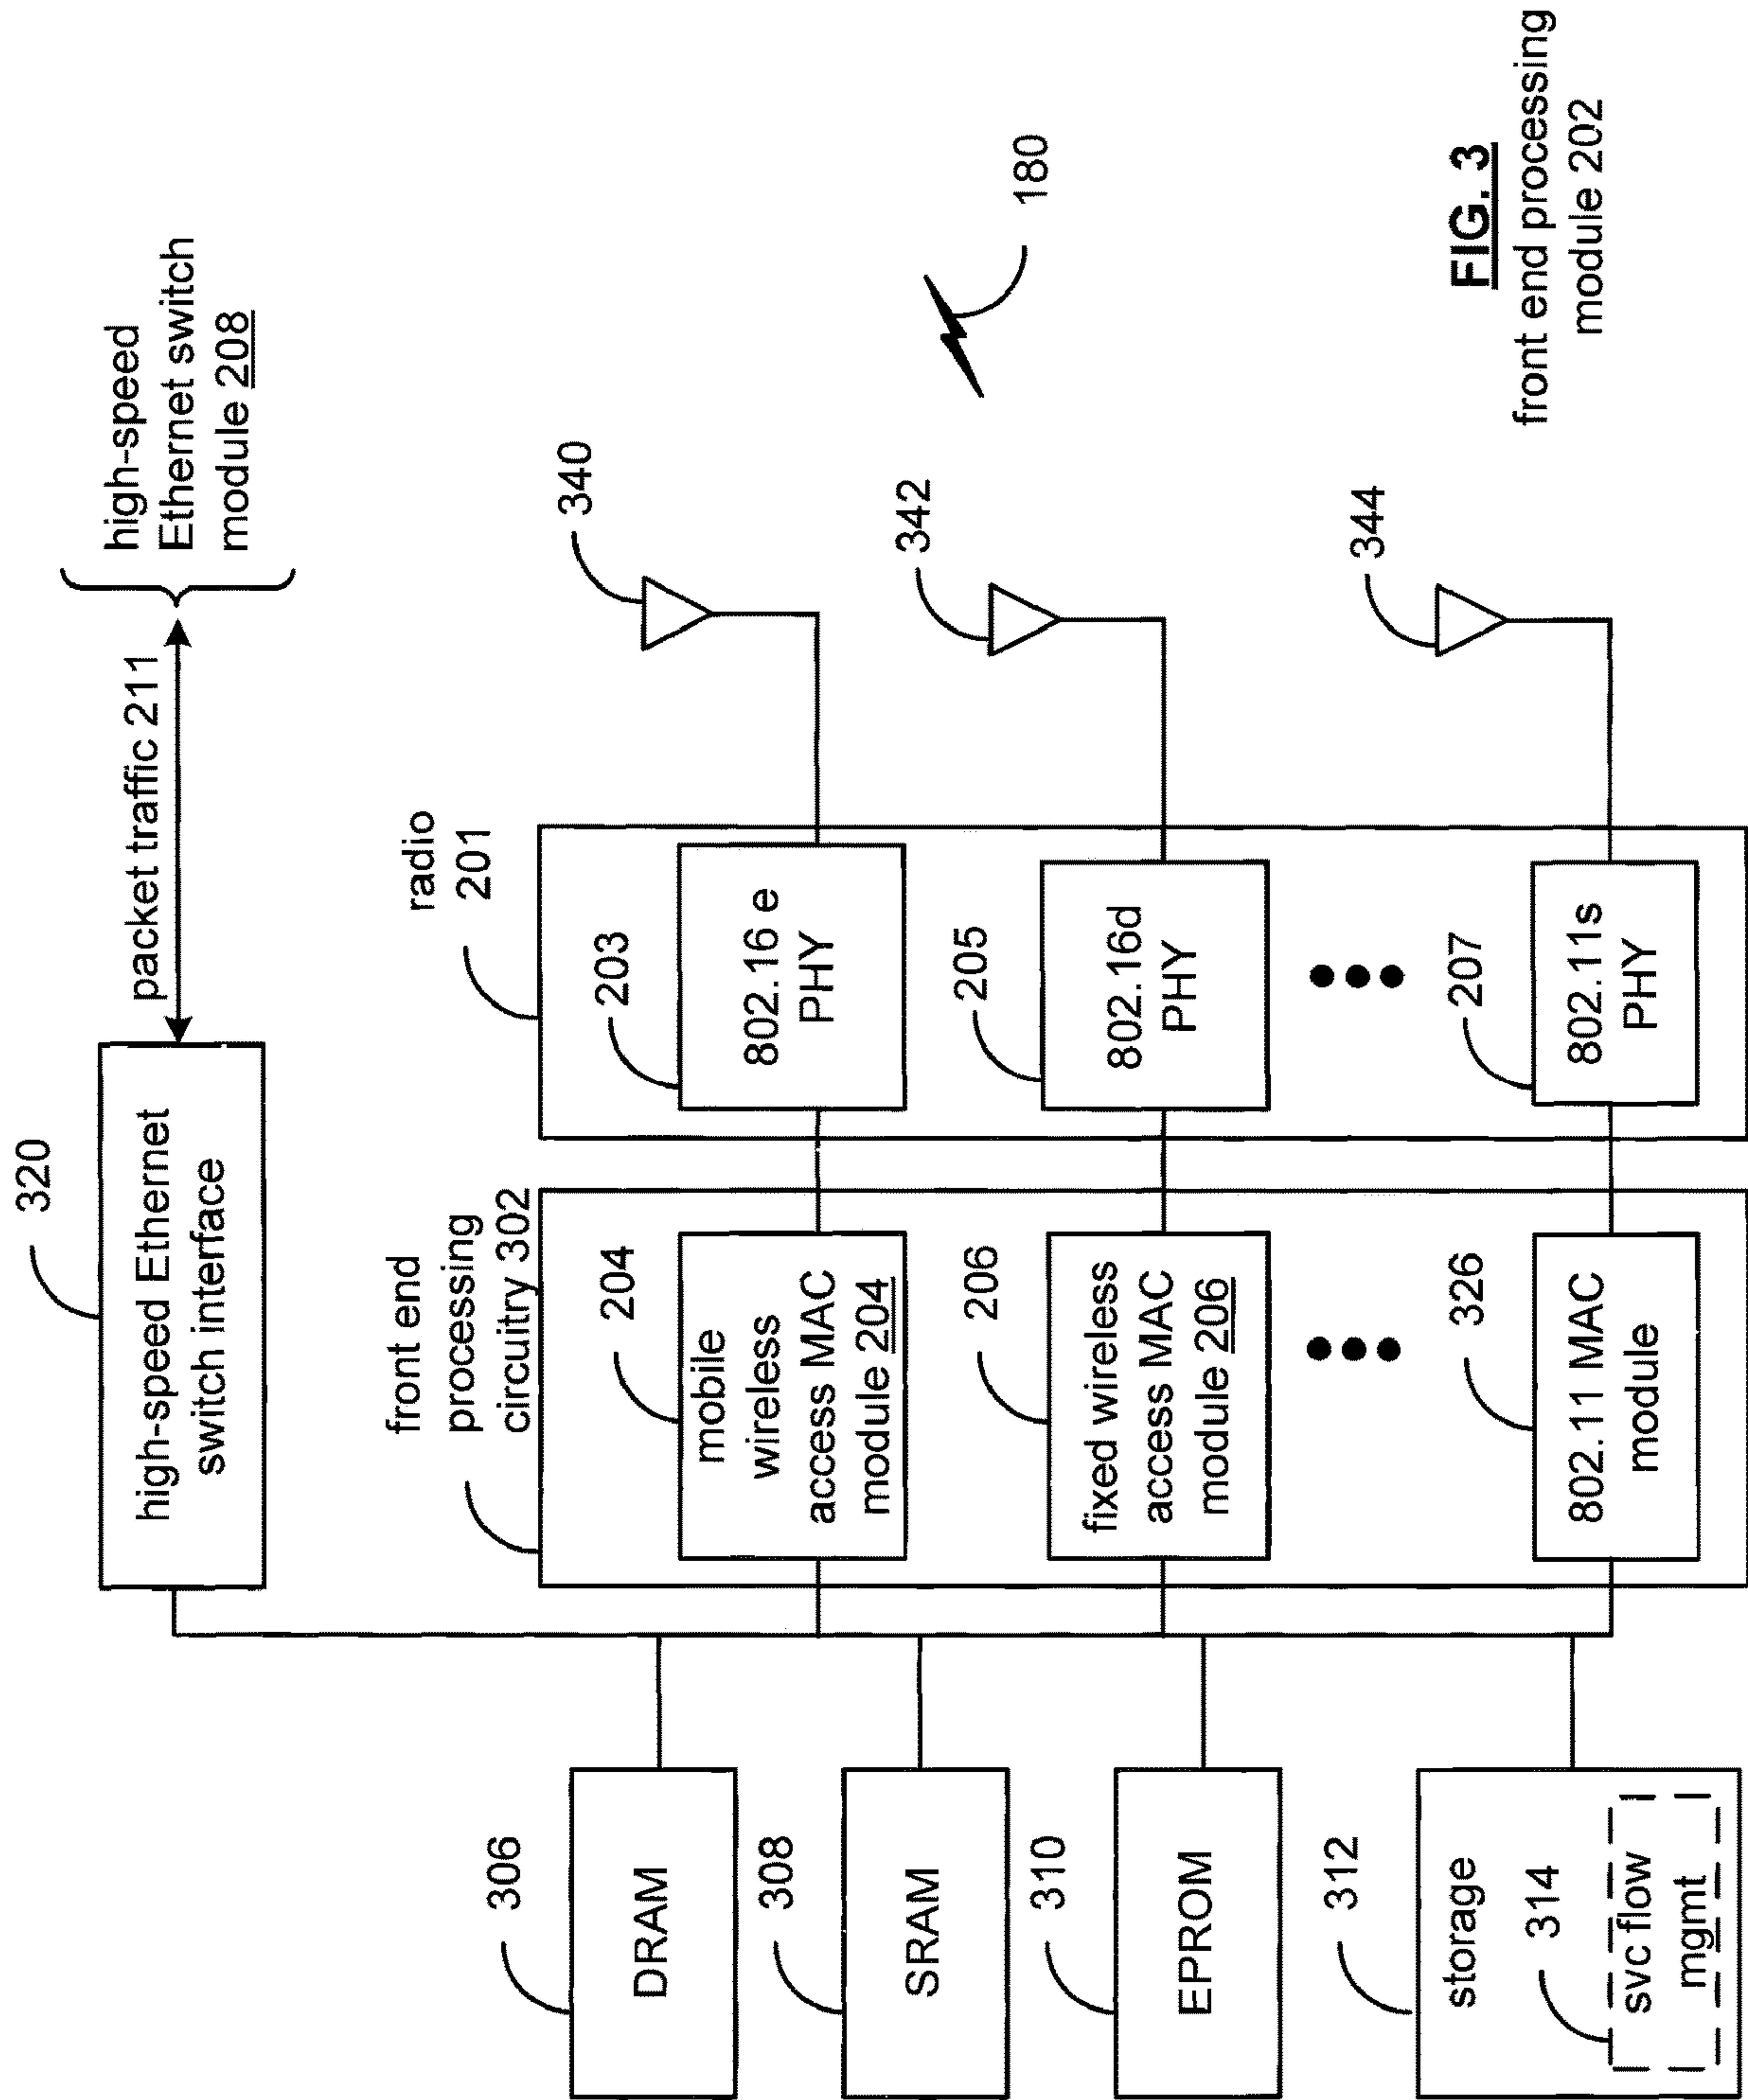 320
high-speed Ethernet
switch interface
packet traffic 211
high-speed
Ethernet switch
module 208
front end
processing
circuitry 302
radio
201
306
DRAM
204
mobile
wireless
access MAC
module 204
203
802.16 e
PHY
340
308
SRAM
180
310
EPROM
206
fixed wireless
access MAC
module 206
205
802.16d
PHY
342
312
storage
314
svc flow
mgmt
326
802.11 MAC
module
207
802.11s
PHY
344
FIG. 3
front end processing
module 202